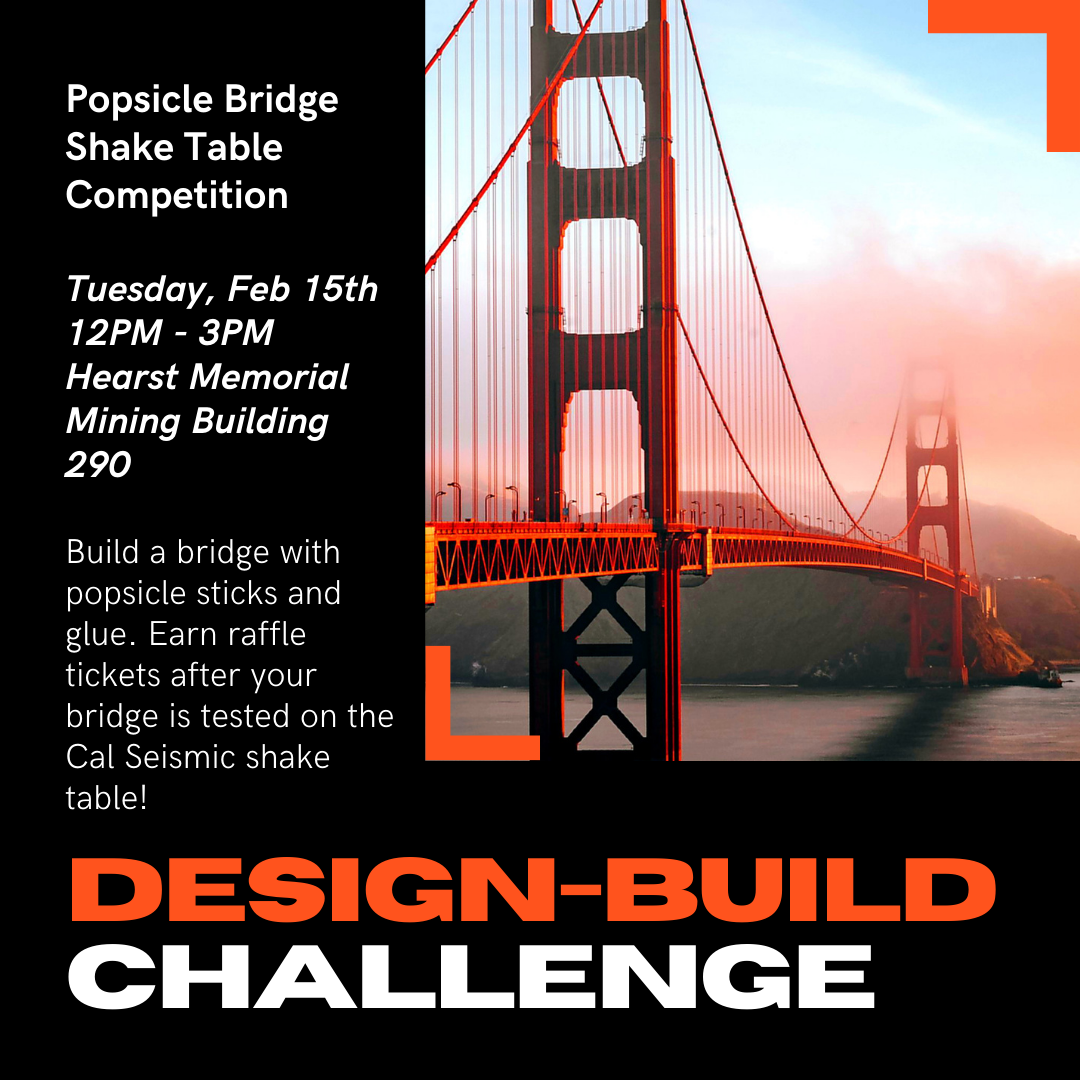 Popsicle Bridge
Shake Table
Competition
Tuesday, Feb 15th
12PM - 3PM
Hearst Memorial
Mining Building
290
Build a bridge with
popsicle sticks and
glue. Earn raffle
tickets after your
bridge is tested on the
Cal Seismic shake
table!
DESIGN-BUILD
CHALLENGE